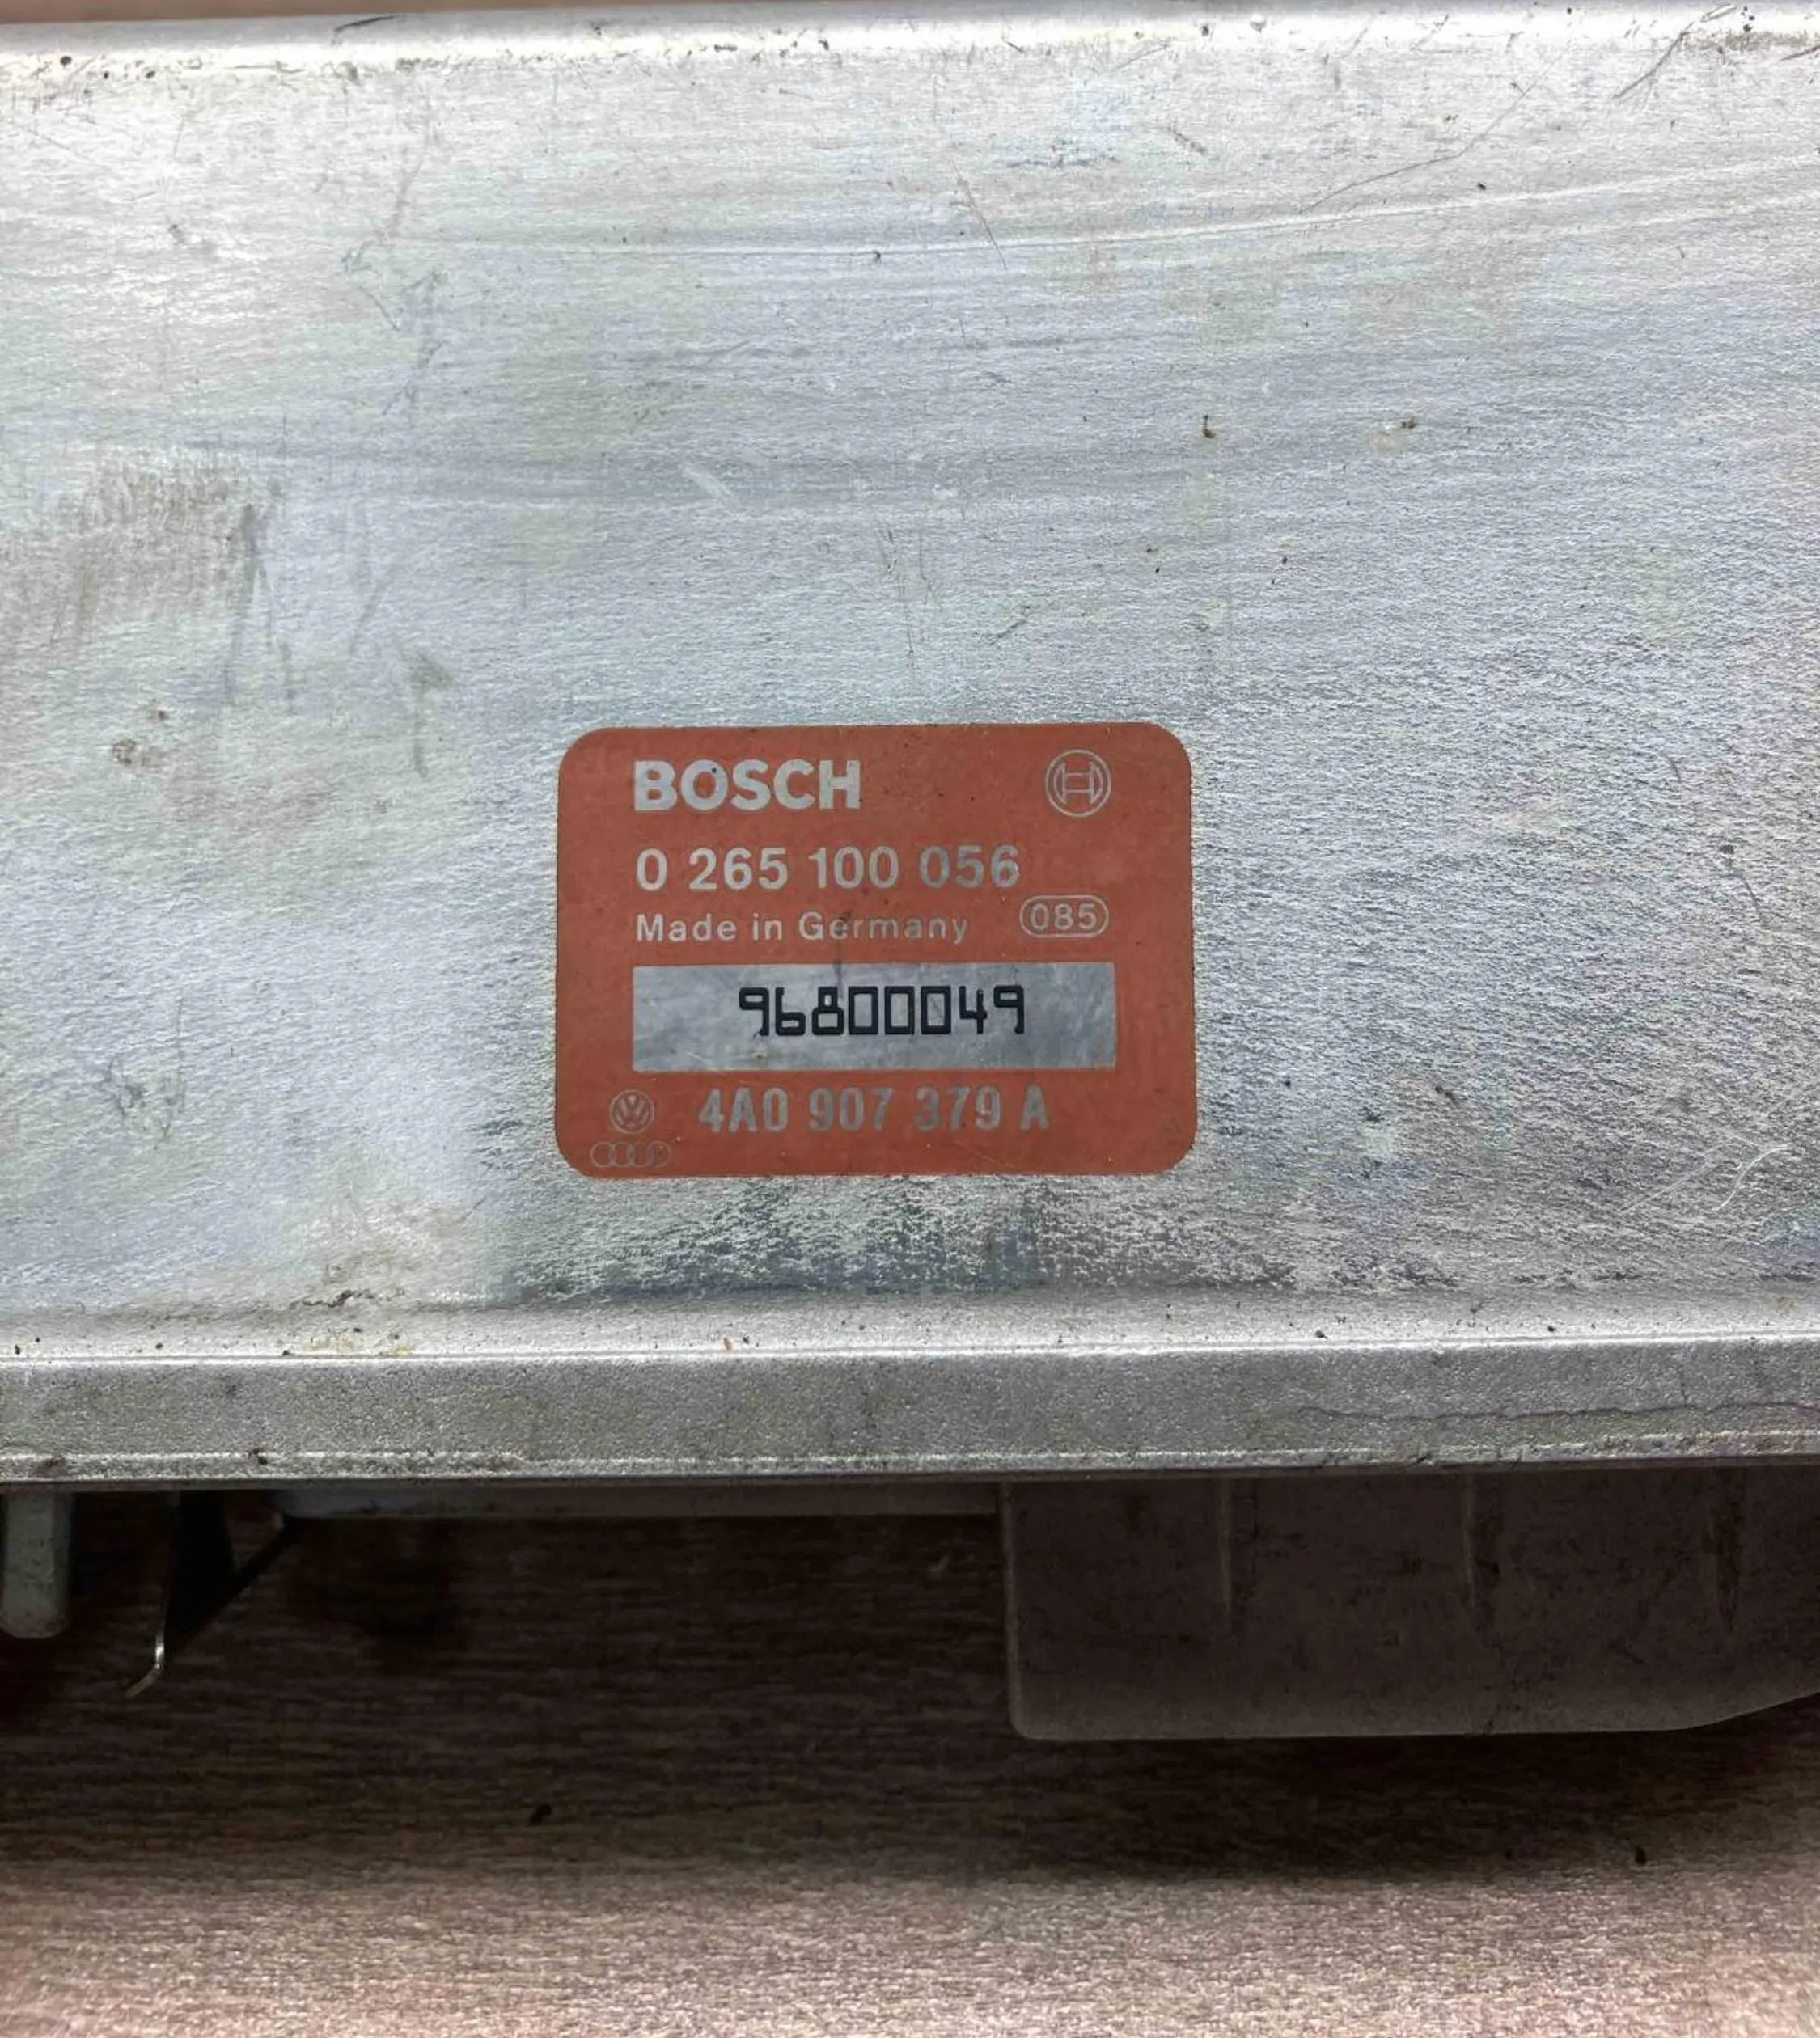 BOSCH
0 265 100 056
Made in Germany 085
96800049
4A0 907 379 A